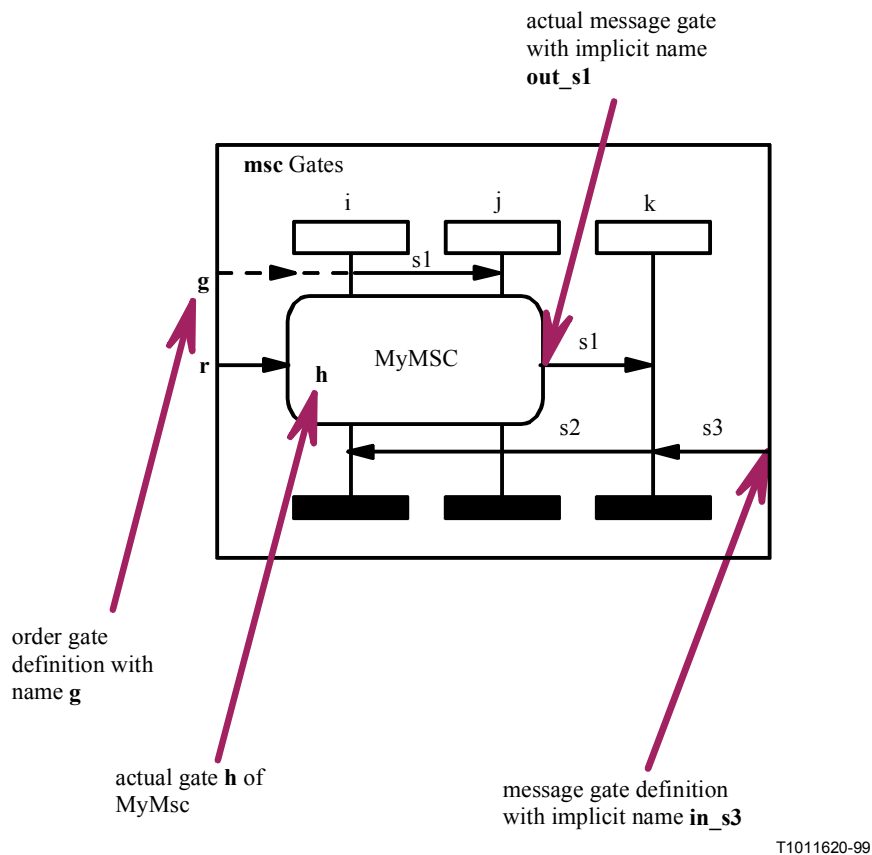 actual message gate
with implicit name
out_s1
msc Gates
i
j
k
s1
g
MyMSC
s1
r
h
s2
s3
order gate
definition with
name g
actual gate h of
MyMsc
message gate definition
with implicit name in_s3
T1011620-99